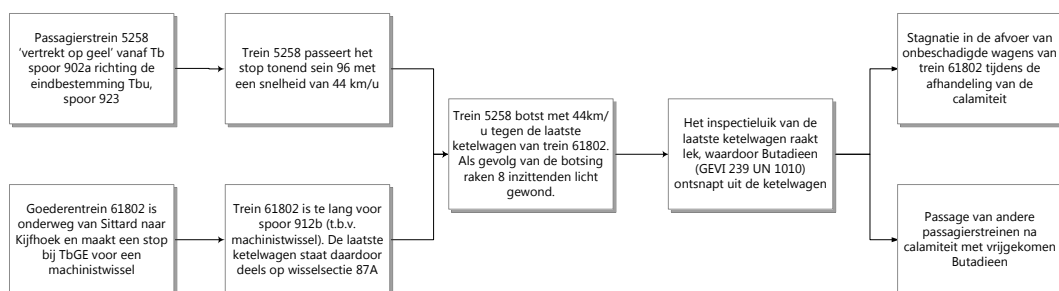 Passagierstrein 5258
'vertrekt op geel' vanaf Tb
spoor 902a richting de
eindbestemming Tbu,
spoor 923
Trein 5258 passeert het
stop tonend sein 96 met
een snelheid van 44 km/u
Goederentrein 61802 is
onderweg van Sittard naar
Kijfhoek en maakt een stop
bij TbGE voor een
machinistwissel
Trein 61802 is te lang voor
spoor 912b (t.b.v.
machinistwissel). De laatste
ketelwagen staat daardoor
deels op wisselsectie 87A
Trein 5258 botst met 44km/
u tegen de laatste
ketelwagen van trein 61802.
Als gevolg van de botsing
raken 8 inzittenden licht
gewond.
Het inspectieluik van de
laatste ketelwagen raakt
lek, waardoor Butadieen
(GEVI 239 UN 1010)
ontsnapt uit de ketelwagen
Stagnatie in de afvoer van
onbeschadigde wagens van
trein 61802 tijdens de
afhandeling van de
calamiteit
Passage van andere
passagierstreinen na
calamiteit met vrijgekomen
Butadieen